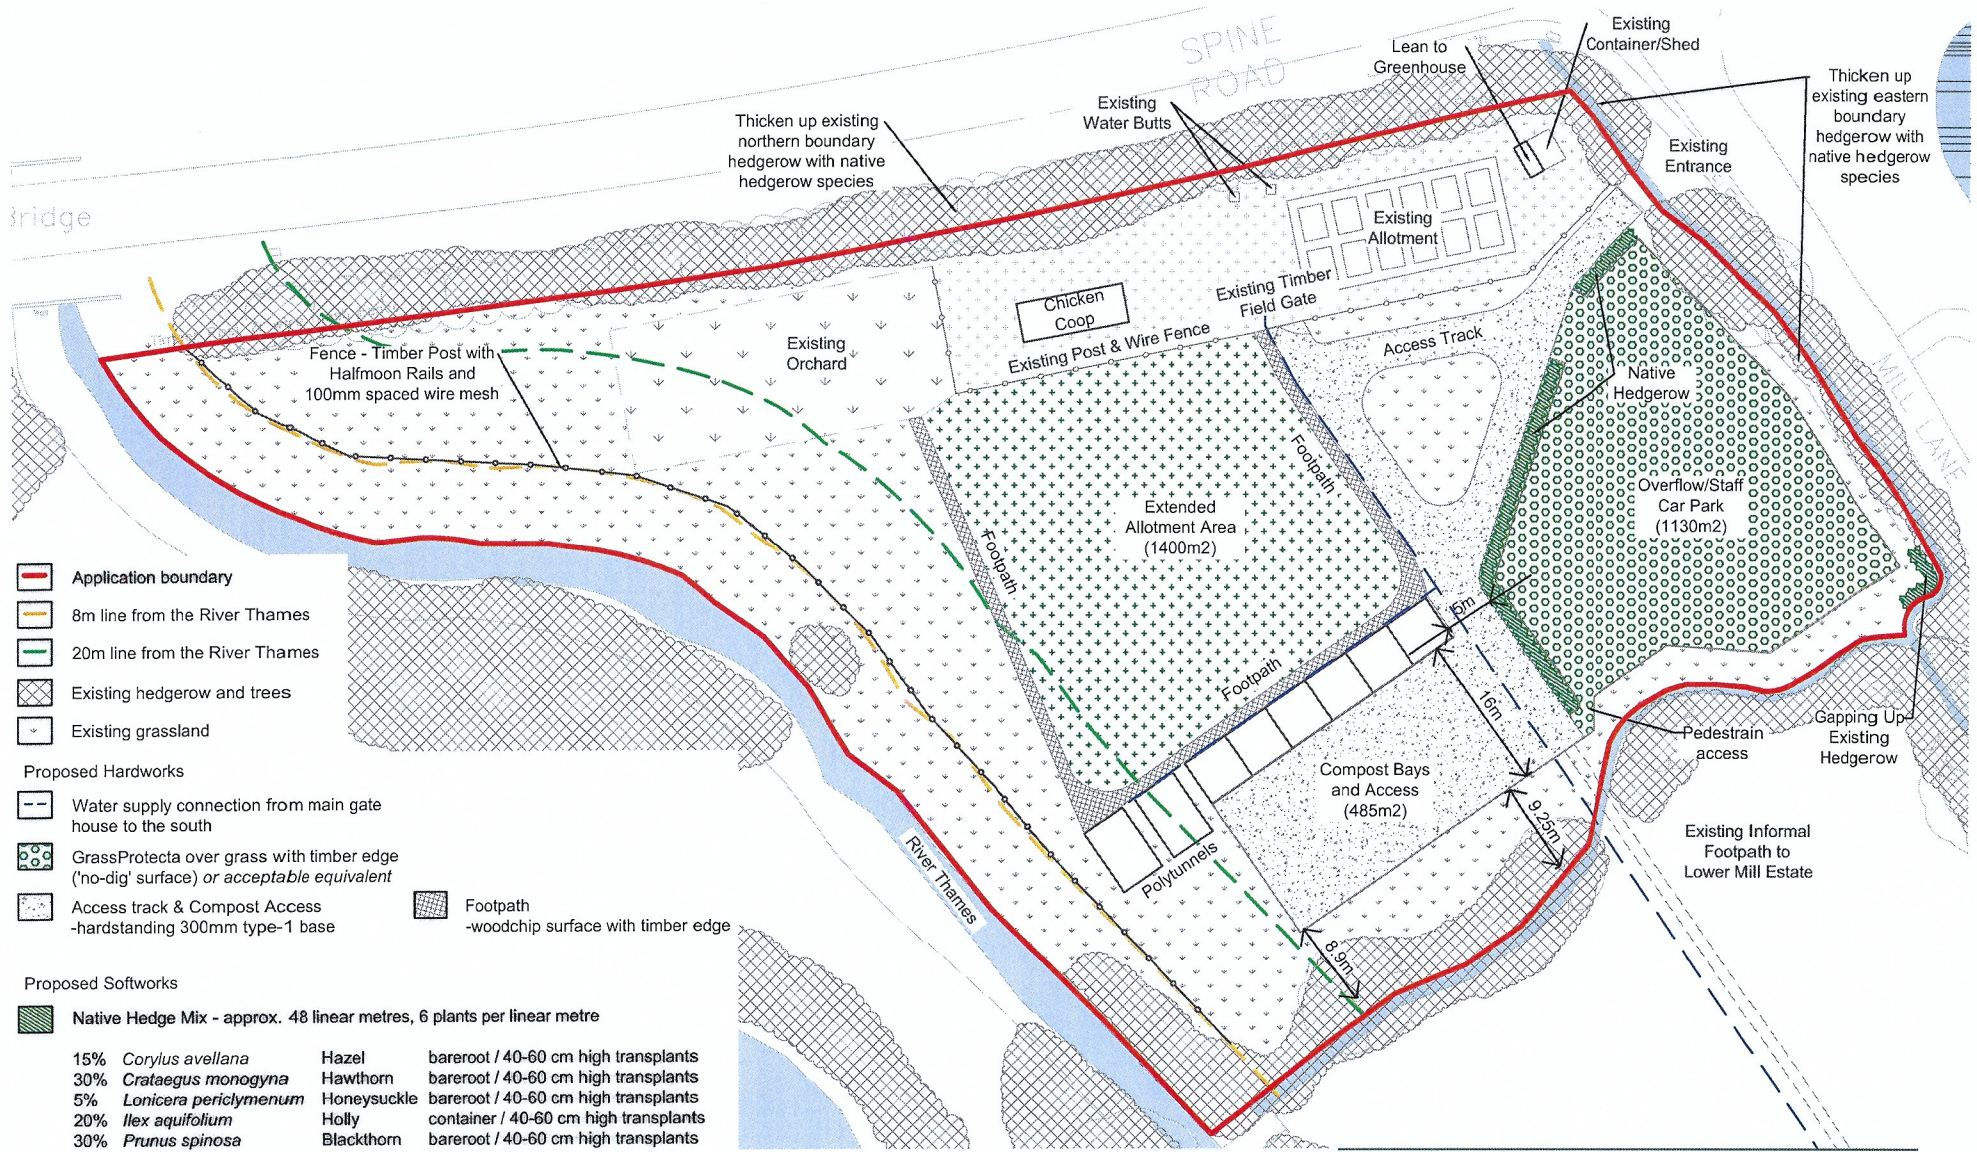 SPINE
ROAD
Bridge
MILL LANE
Existing
Container/Shed
Lean to
Greenhouse
Existing
Water Butts
Thicken up existing
northern boundary
hedgerow with native
hedgerow species
Thicken up
existing eastern
boundary
hedgerow with
native hedgerow
species
Existing
Entrance
Existing
Allotment
Existing Timber
Field Gate
Chicken
Coop
Existing Post & Wire Fence
Access Track
Existing
Orchard
Fence - Timber Post with
Halfmoon Rails and
100mm spaced wire mesh
Native
Hedgerow
Footpath
Overflow/Staff
Car Park
(1130m2)
Extended
Allotment Area
(1400m2)
Footpath
5m
Footpath
16m
Pedestrain
access
Gapping Up
Existing
Hedgerow
Compost Bays
and Access
(485m2)
9.25m
Existing Informal
Footpath to
Lower Mill Estate
Polytunnels
River Thames
8.9m
Application boundary
8m line from the River Thames
20m line from the River Thames
Existing hedgerow and trees
Existing grassland
Proposed Hardworks
Water supply connection from main gate
house to the south
GrassProtecta over grass with timber edge
('no-dig' surface) or acceptable equivalent
Access track & Compost Access
-hardstanding 300mm type-1 base
Footpath
-woodchip surface with timber edge
Proposed Softworks
Native Hedge Mix - approx. 48 linear metres, 6 plants per linear metre
15% Corylus avellana Hazel bareroot / 40-60 cm high transplants
30% Crataegus monogyna Hawthorn bareroot / 40-60 cm high transplants
5% Lonicera periclymenum Honeysuckle bareroot / 40-60 cm high transplants
20% Ilex aquifolium Holly container / 40-60 cm high transplants
30% Prunus spinosa Blackthorn bareroot / 40-60 cm high transplants